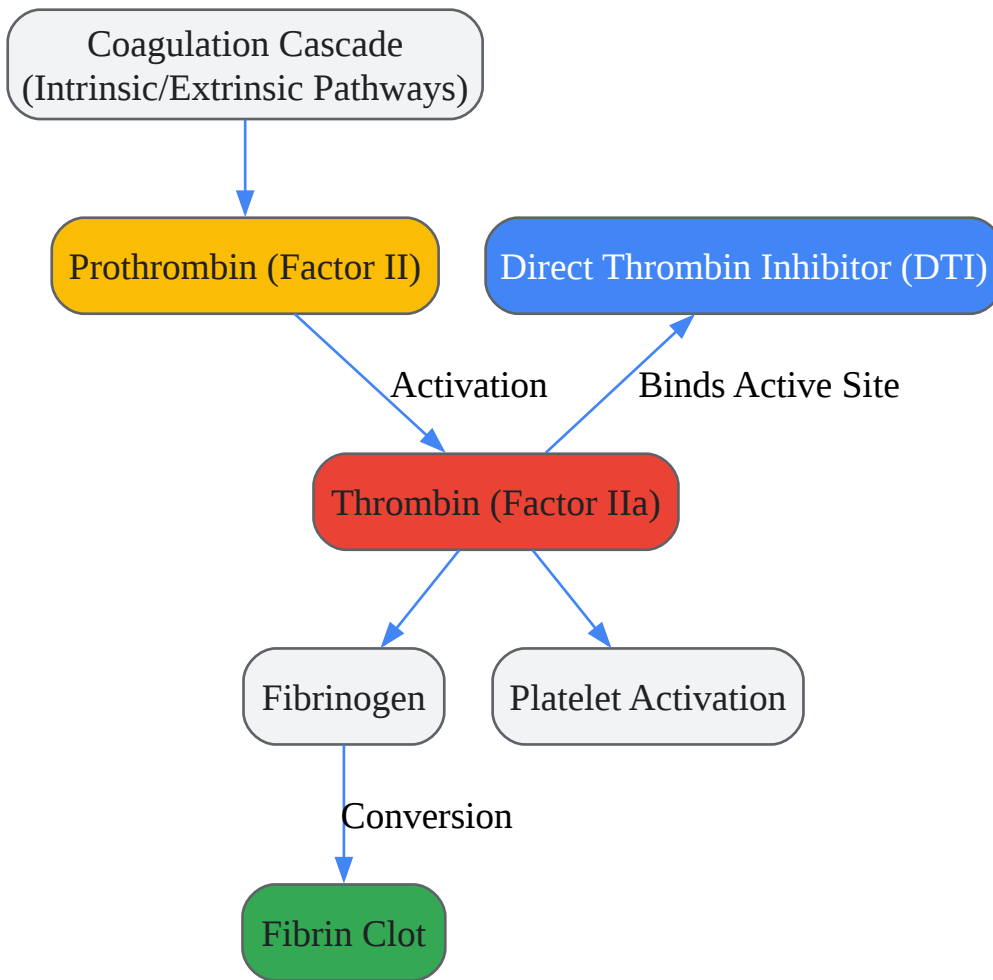 Coagulation Cascade
(Intrinsic/Extrinsic Pathways)
Prothrombin (Factor II)
Direct Thrombin Inhibitor (DTI)
Activation
Binds Active Site
Thrombin (Factor IIa)
Fibrinogen
Platelet Activation
Conversion
Fibrin Clot